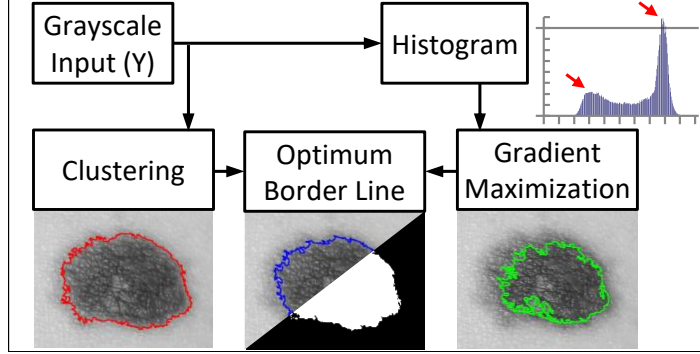 Grayscale
Input (Y)
Histogram
Clustering
Optimum
Border Line
Gradient
Maximization